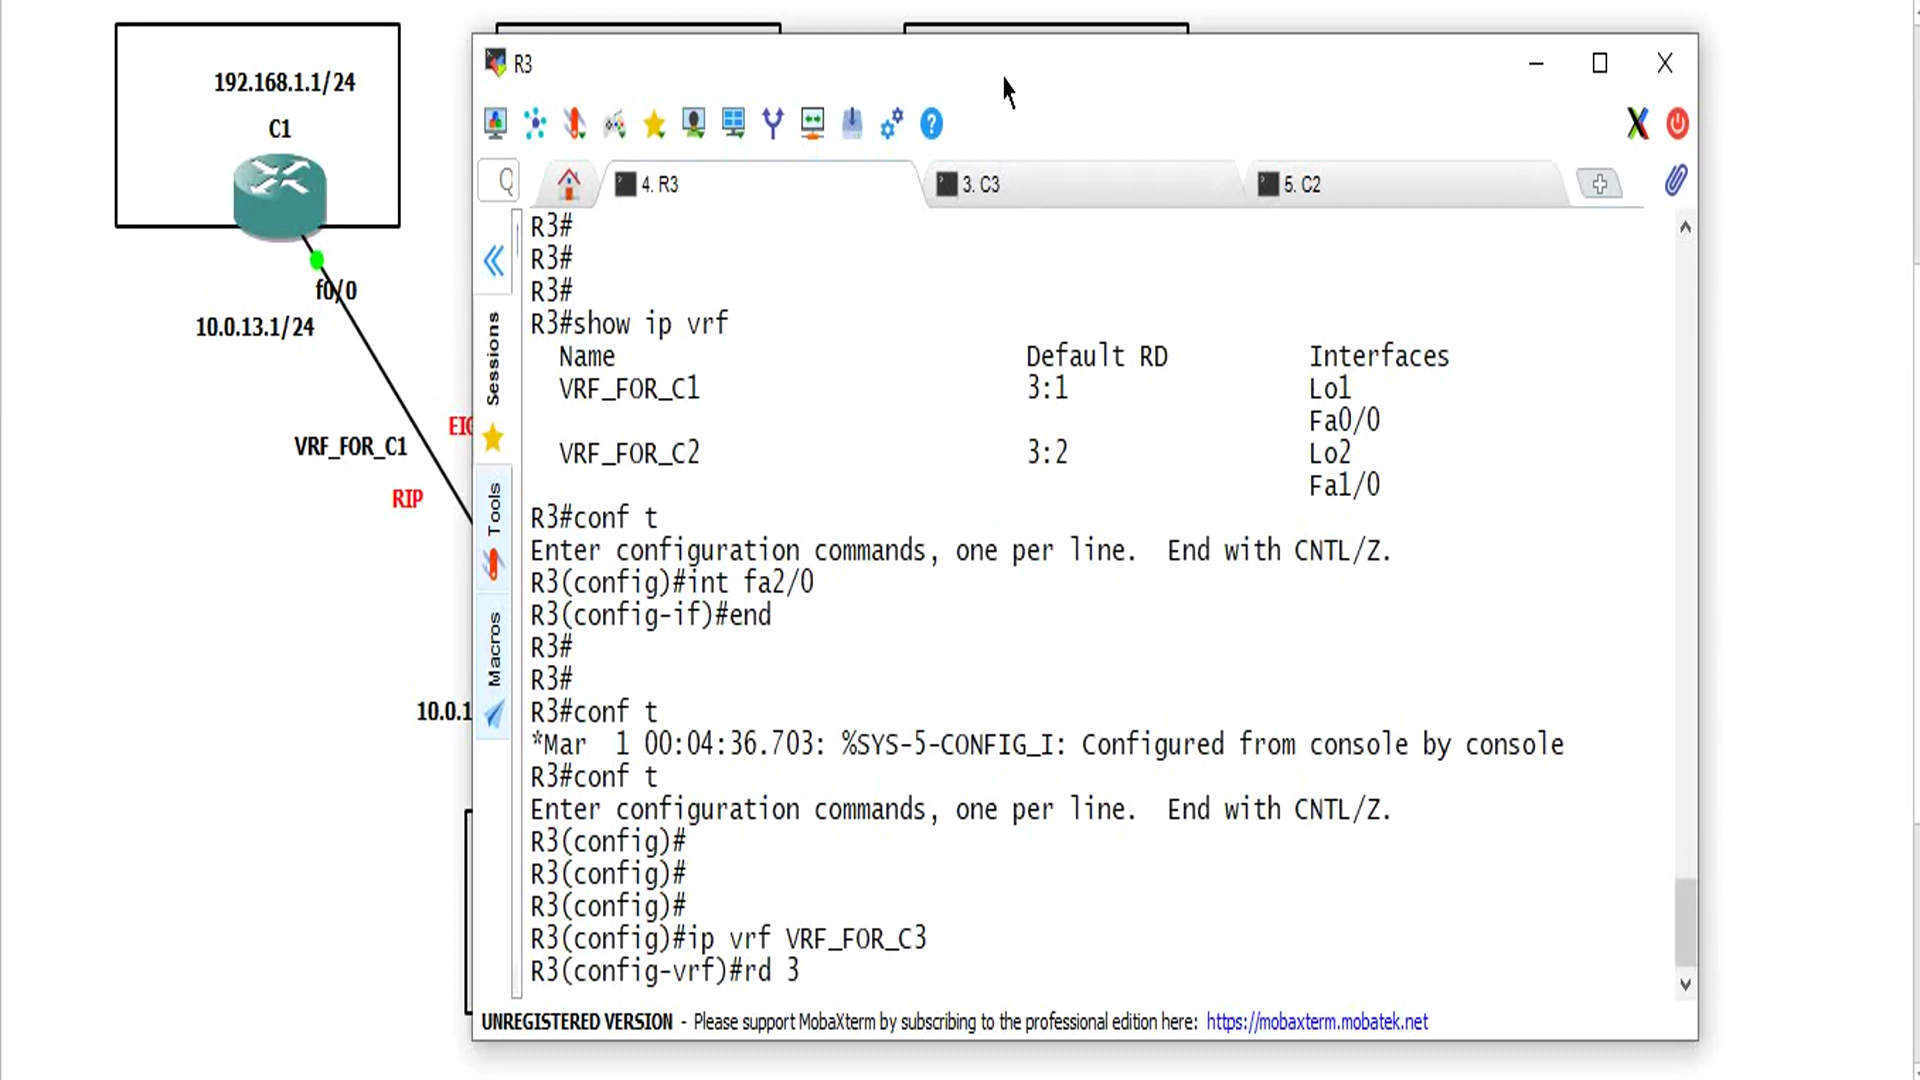 192.168.1.1/24
C1
f0/0
10.0.13.1/24
VRF_FOR_C1
RIP
10.0.1
R3
4. R3
3. C3
5. C2
Sessions
Tools
Macros
R3#
R3#
R3#
R3#show ip vrf
Name Default RD Interfaces
VRF_FOR_C1 3:1 Lo1
Fa0/0
VRF_FOR_C2 3:2 Lo2
Fa1/0
R3#conf t
Enter configuration commands, one per line. End with CNTL/Z.
R3(config)#int fa2/0
R3(config-if)#end
R3#
R3#
R3#conf t
*Mar 1 00:04:36.703: %SYS-5-CONFIG_I: Configured from console by console
R3#conf t
Enter configuration commands, one per line. End with CNTL/Z.
R3(config)#
R3(config)#
R3(config)#
R3(config)#ip vrf VRF_FOR_C3
R3(config-vrf)#rd 3
UNREGISTERED VERSION - Please support MobaXterm by subscribing to the professional edition here: https://mobaxterm.mobatek.net